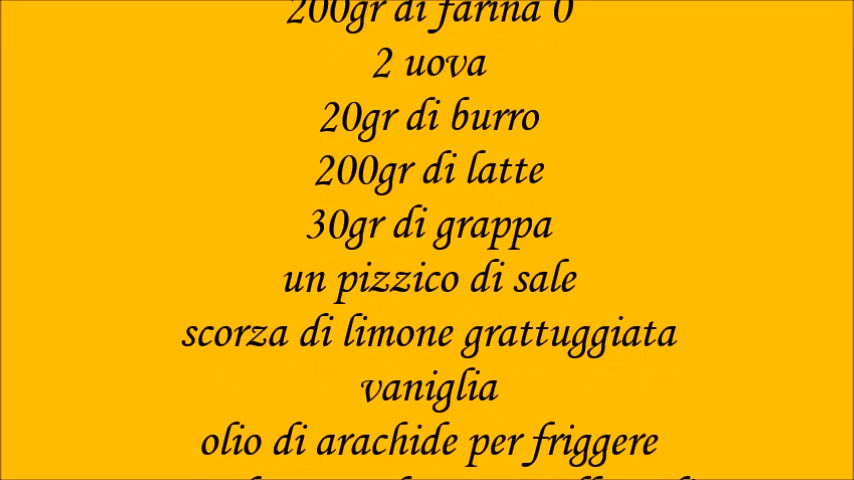 200gr di farina 0
2 uova
20gr di burro
200gr di latte
30gr di grappa
un pizzico di sale
scorza di limone grattuggiata
vaniglia
olio di arachide per friggere